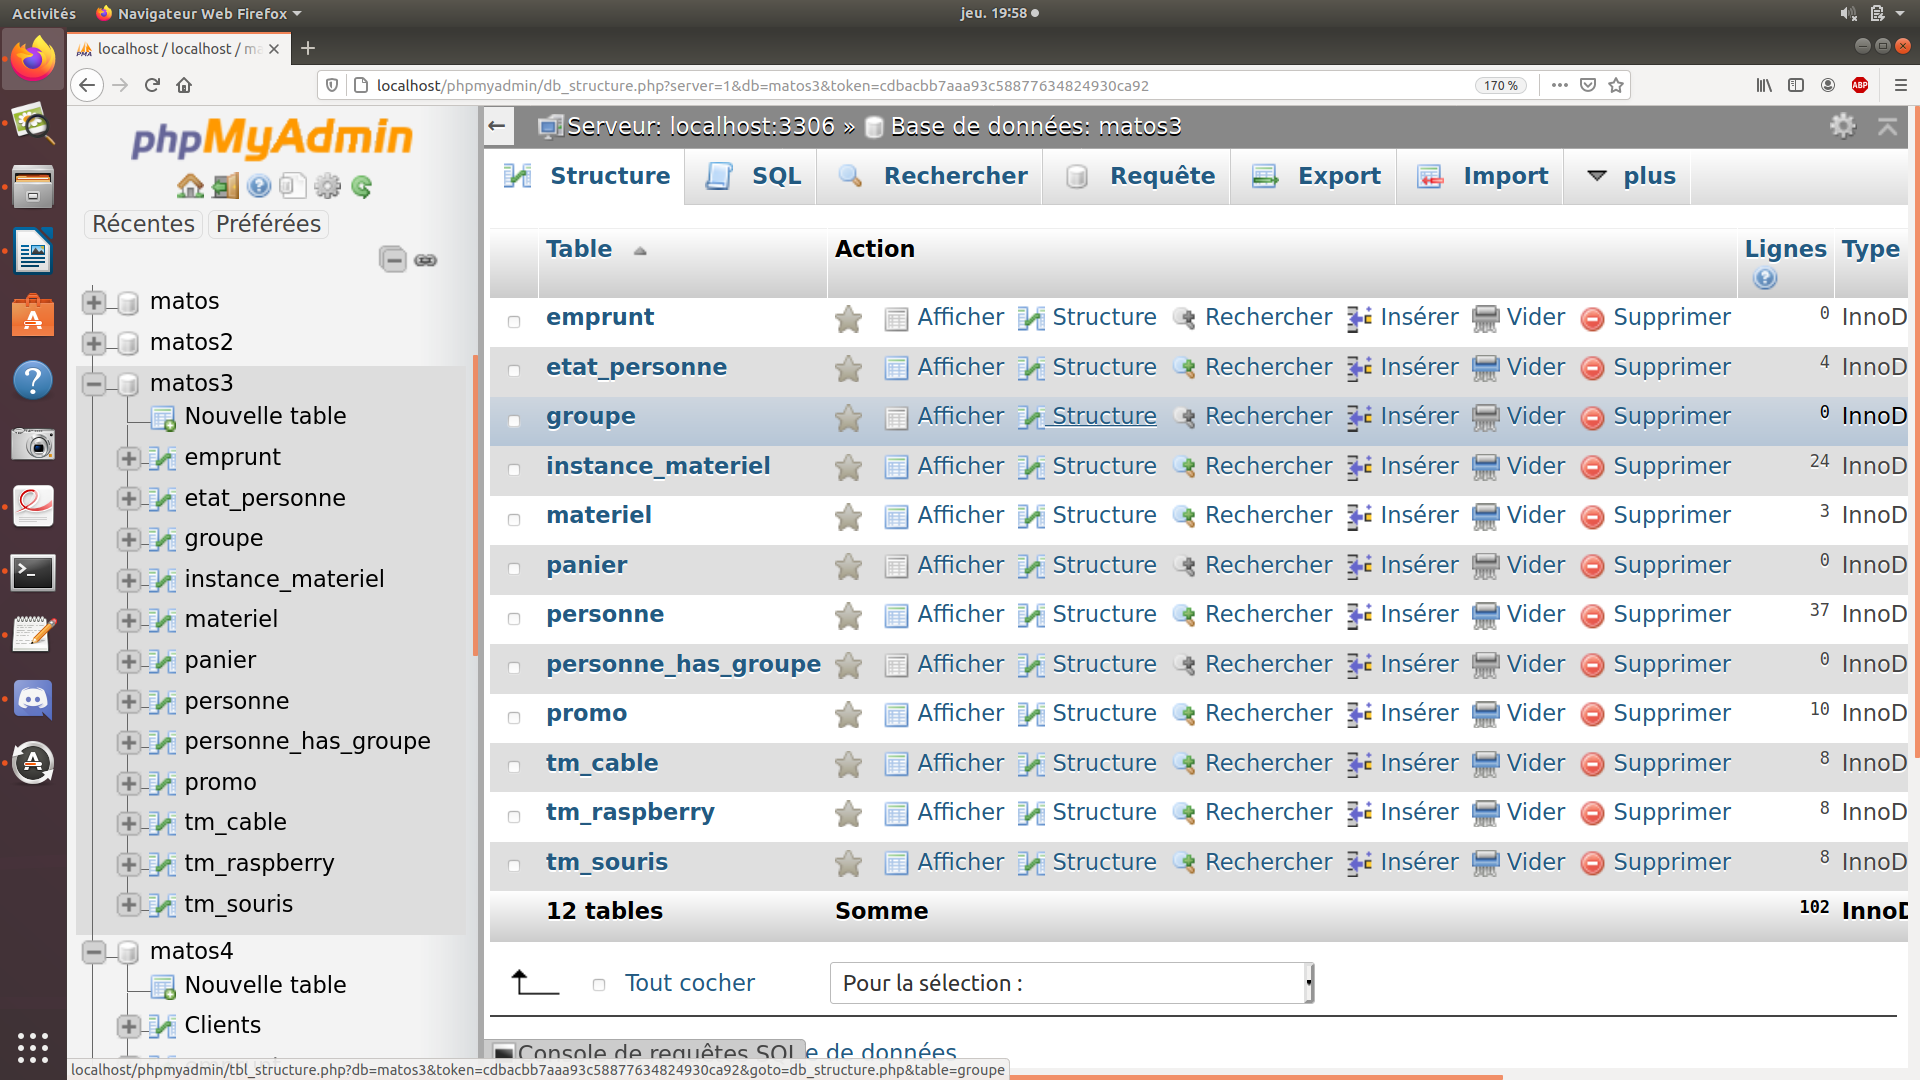 Activités Navigateur Web Firefox jeu. 19:58
localhost / localhost / ma
localhost/phpmyadmin/db_structure.php?server=1&db=matos3&token=cdbacbb7aaa93c58877634824930ca92 170 %
ABP
phpMyAdmin
Récentes Préférées
matos
matos2
matos3
Nouvelle table
emprunt
etat_personne
groupe
instance_materiel
materiel
panier
personne
personne_has_groupe
promo
tm_cable
tm_raspberry
tm_souris
matos4
Nouvelle table
Clients
Serveur: localhost:3306 » Base de données: matos3
Structure SQL Rechercher Requête Export Import plus
Table Action Lignes Type
emprunt Afficher Structure Rechercher Insérer Vider Supprimer 0 InnoD
etat_personne Afficher Structure Rechercher Insérer Vider Supprimer 4 InnoD
groupe Afficher Structure Rechercher Insérer Vider Supprimer 0 InnoD
instance_materiel Afficher Structure Rechercher Insérer Vider Supprimer 24 InnoD
materiel Afficher Structure Rechercher Insérer Vider Supprimer 3 InnoD
panier Afficher Structure Rechercher Insérer Vider Supprimer 0 InnoD
personne Afficher Structure Rechercher Insérer Vider Supprimer 37 InnoD
personne_has_groupe Afficher Structure Rechercher Insérer Vider Supprimer 0 InnoD
promo Afficher Structure Rechercher Insérer Vider Supprimer 10 InnoD
tm_cable Afficher Structure Rechercher Insérer Vider Supprimer 8 InnoD
tm_raspberry Afficher Structure Rechercher Insérer Vider Supprimer 8 InnoD
tm_souris Afficher Structure Rechercher Insérer Vider Supprimer 8 InnoD
12 tables Somme 102 InnoD
Tout cocher Pour la sélection :
Console de requêtes SQL e de données
localhost/phpmyadmin/tbl_structure.php?db=matos3&token=cdbacbb7aaa93c58877634824930ca92&goto=db_structure.php&table=groupe